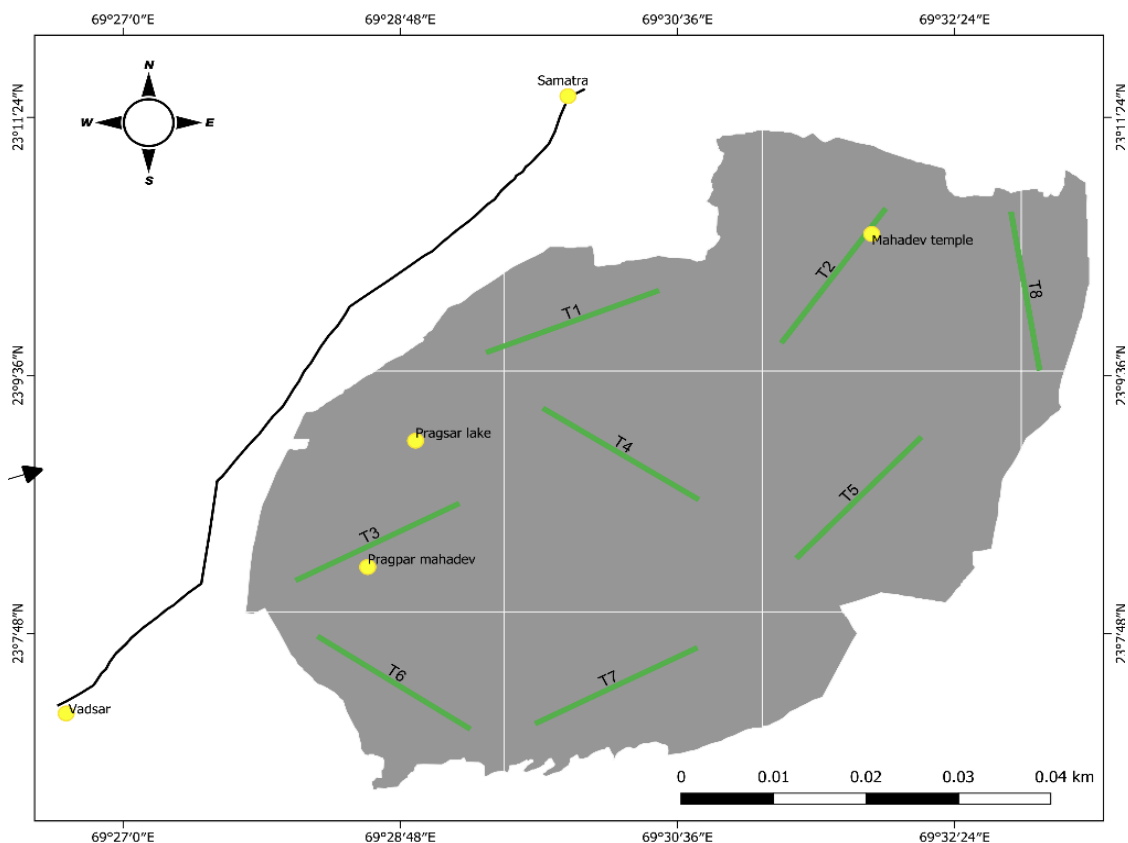 69°27'0"E 69°28'48"E 69°30'36"E 69°32'24"E
N
W E
S
Samatra
23°11'24"N 23°11'24"N
Mahadev temple
T2
T8
T1
23°9'36"N 23°9'36"N
Pragsar lake
T4
T5
T3
Pragpar mahadev
23°7'48"N 23°7'48"N
T6
T7
Vadsar
0 0.01 0.02 0.03 0.04 km
69°27'0"E 69°28'48"E 69°30'36"E 69°32'24"E